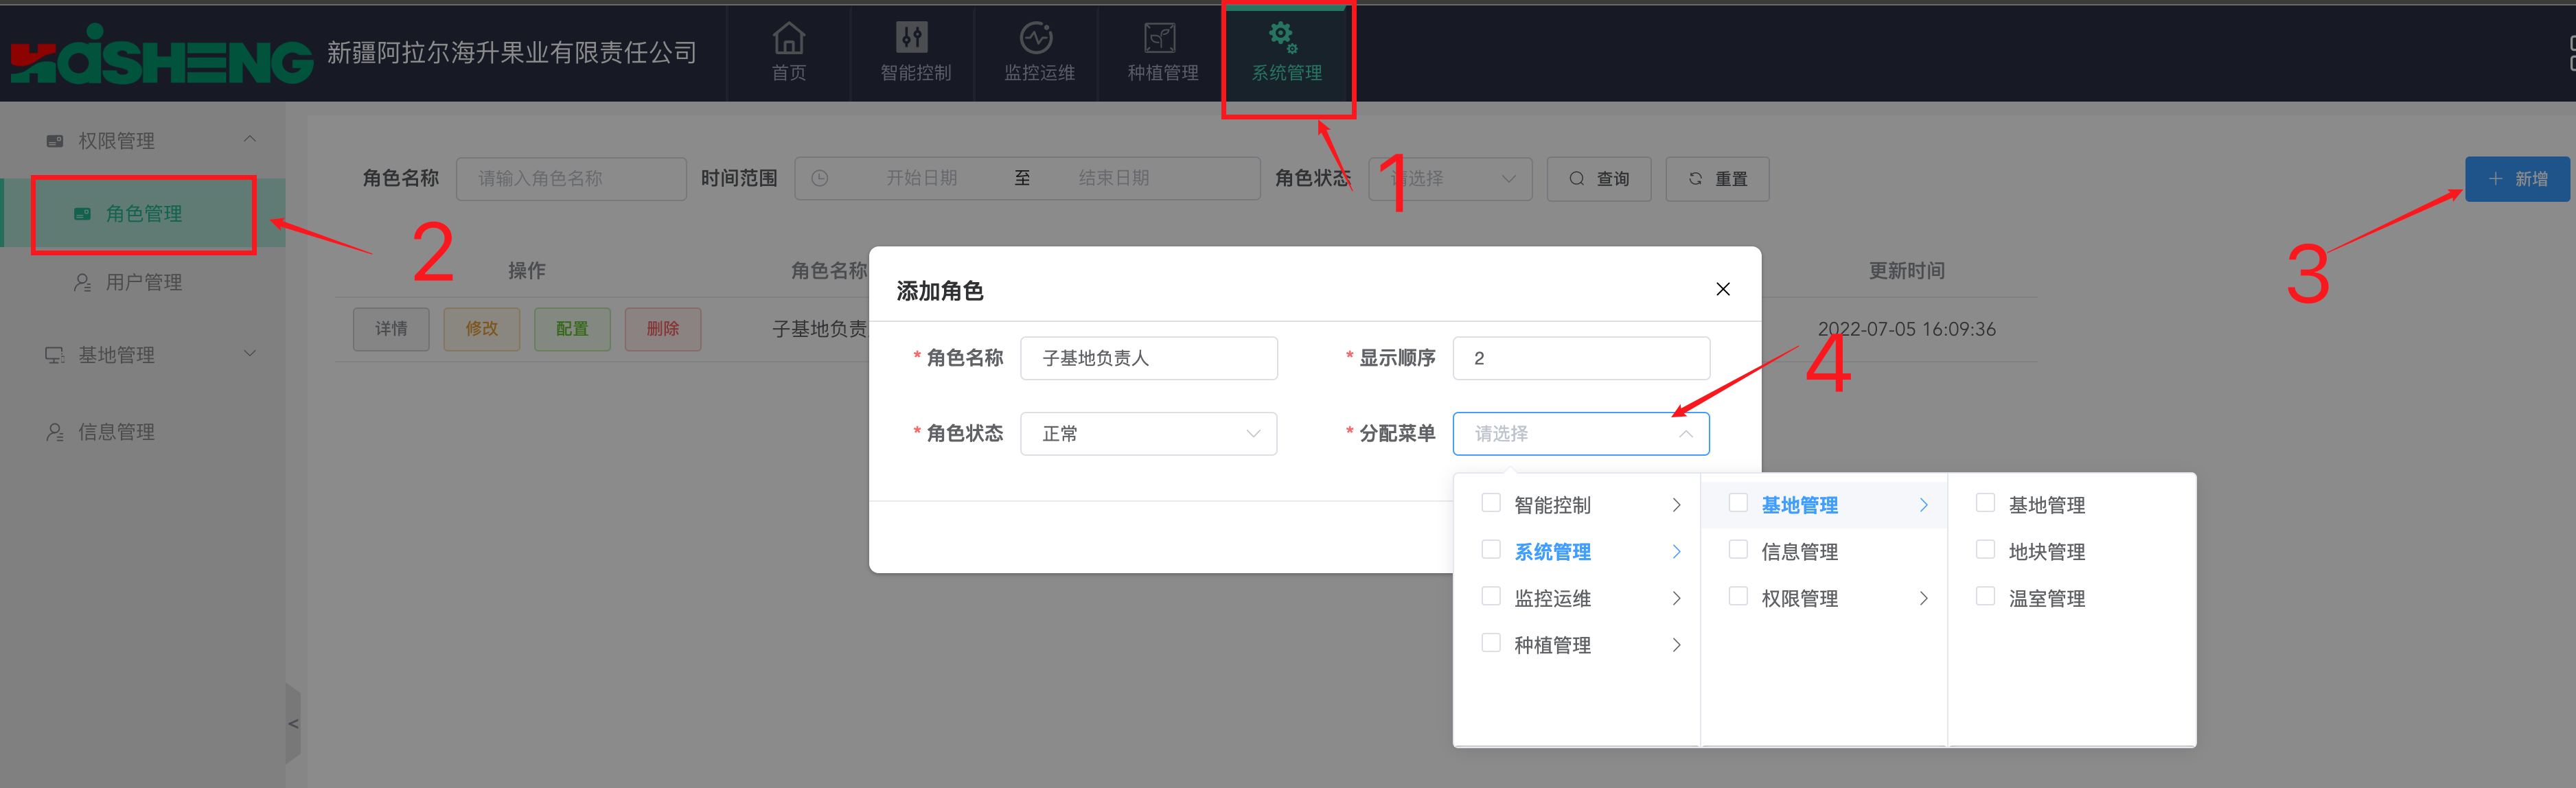 HAISHENG 新疆阿拉尔海升果业有限责任公司
首页 智能控制 监控运维 种植管理 系统管理
权限管理
角色管理
用户管理
基地管理
信息管理
<
角色名称 请输入角色名称 时间范围 开始日期 至 结束日期 角色状态 请选择 查询 重置 新增
1
2
3
4
操作 角色名称 更新时间
详情 修改 配置 删除 子基地负责 2022-07-05 16:09:36
添加角色
* 角色名称 子基地负责人 * 显示顺序 2
* 角色状态 正常 * 分配菜单 请选择
智能控制 基地管理 基地管理
系统管理 信息管理 地块管理
监控运维 权限管理 温室管理
种植管理